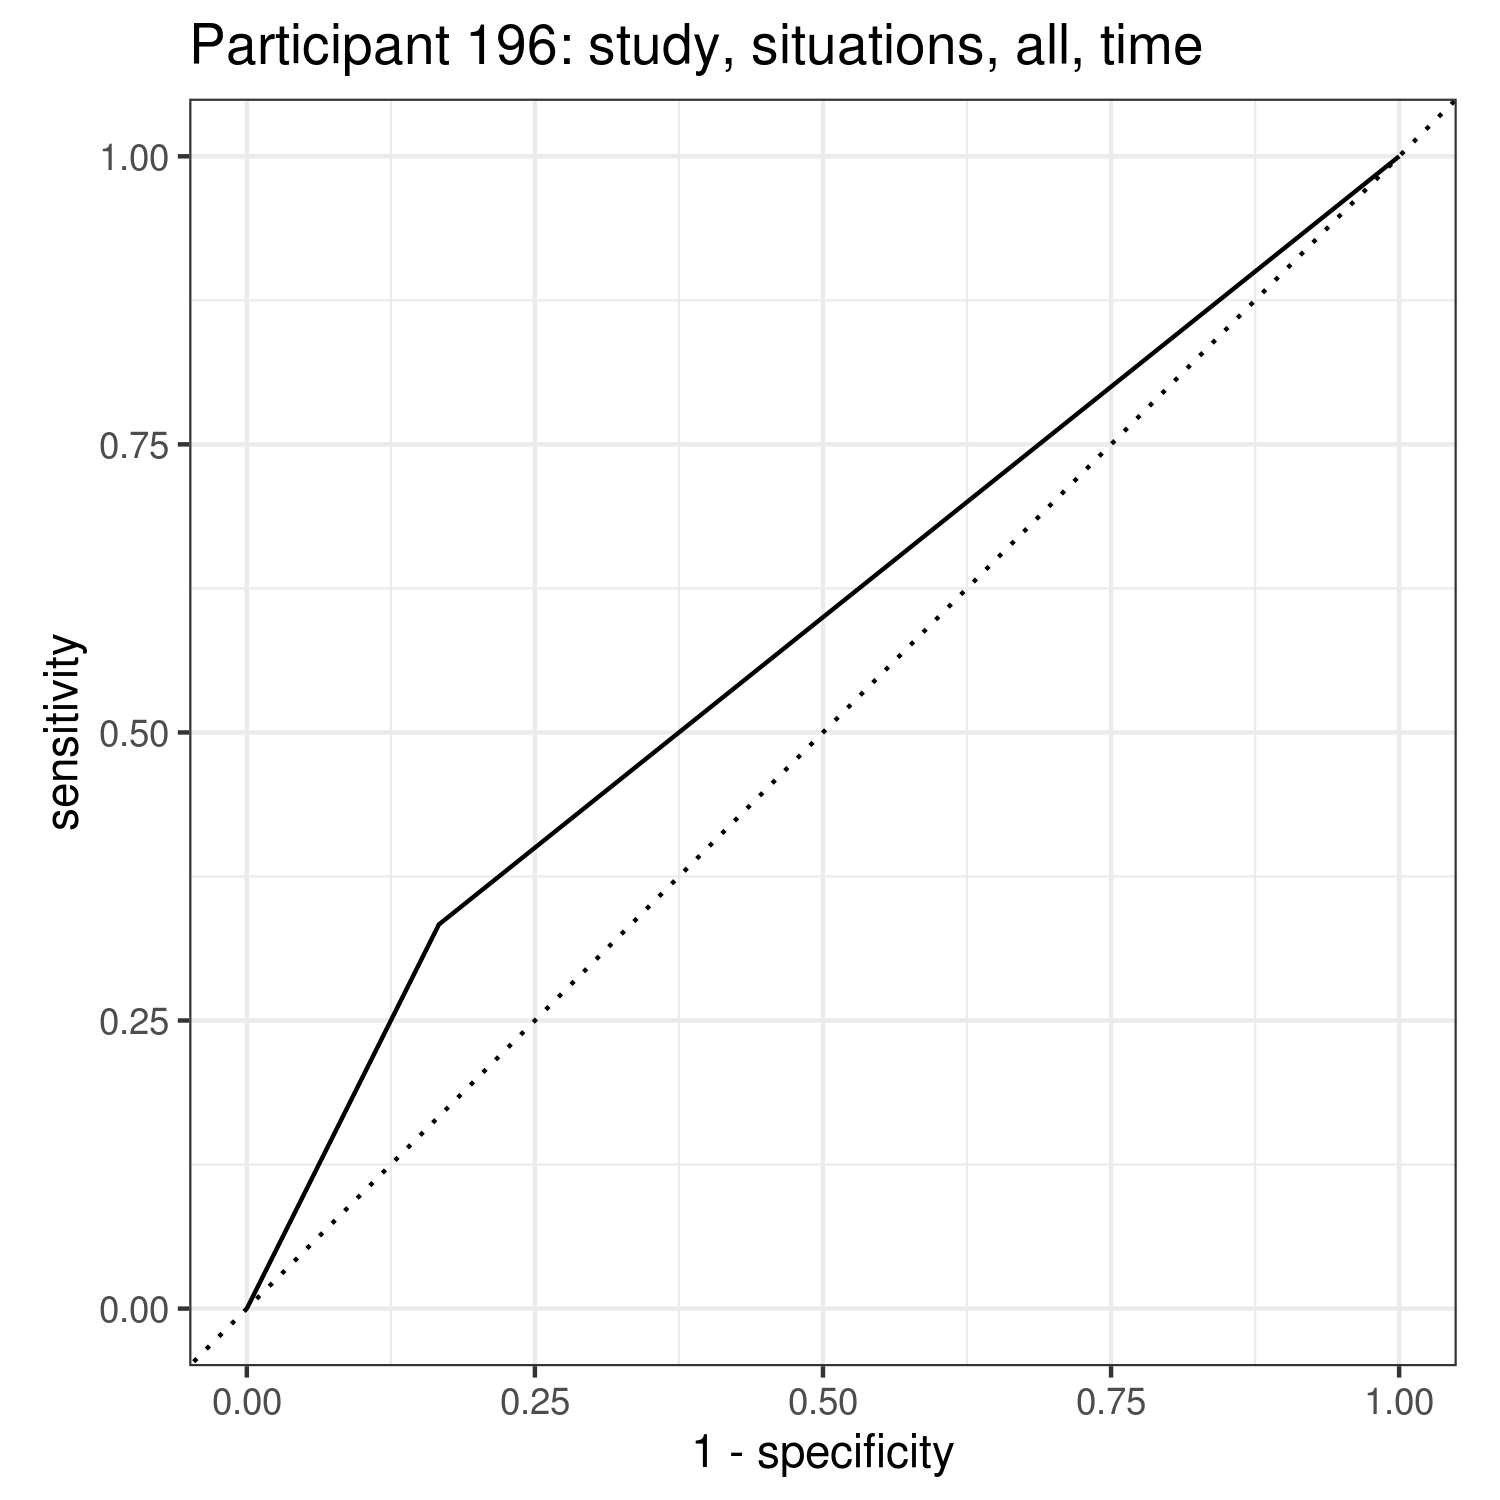 Participant 196: study, situations, all, time
1.00
0.75
0.50
0.25
0.00
sensitivity
0.00 0.25 0.50 0.75 1.00
1 - specificity